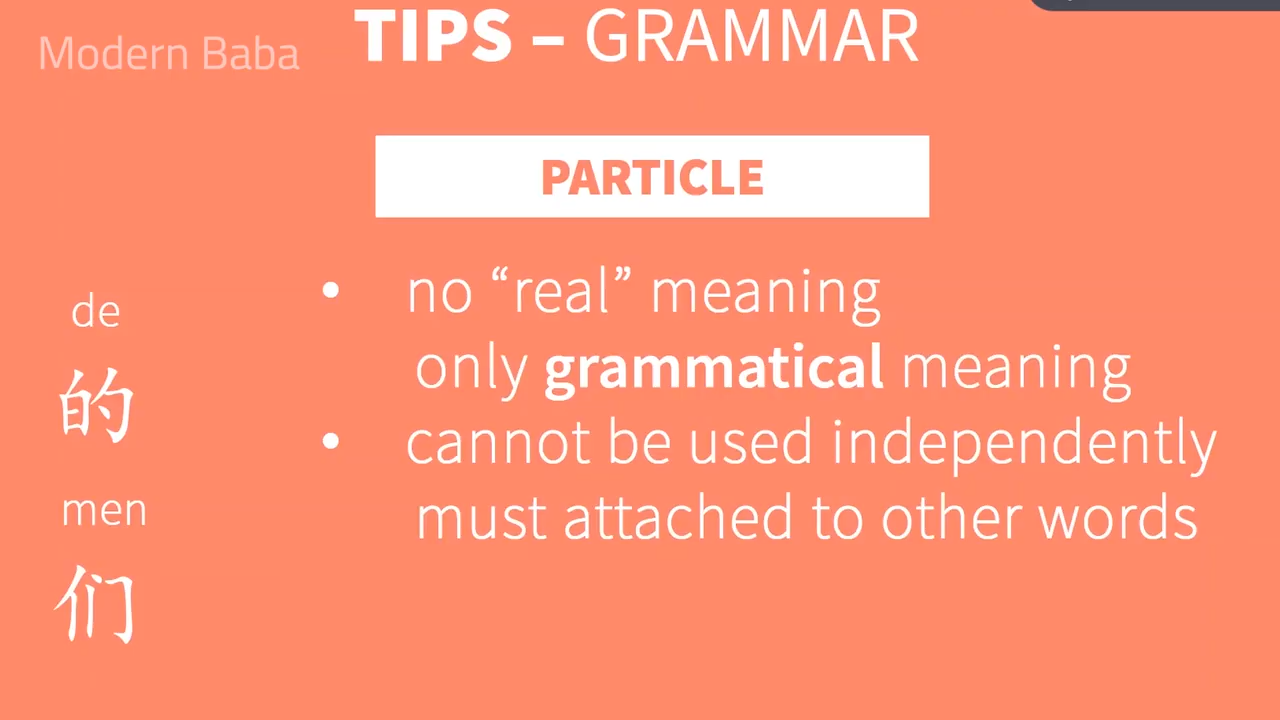 Modern Baba
TIPS – GRAMMAR
PARTICLE
• no “real” meaning
only grammatical meaning
• cannot be used independently
must attached to other words
de
的
men
们